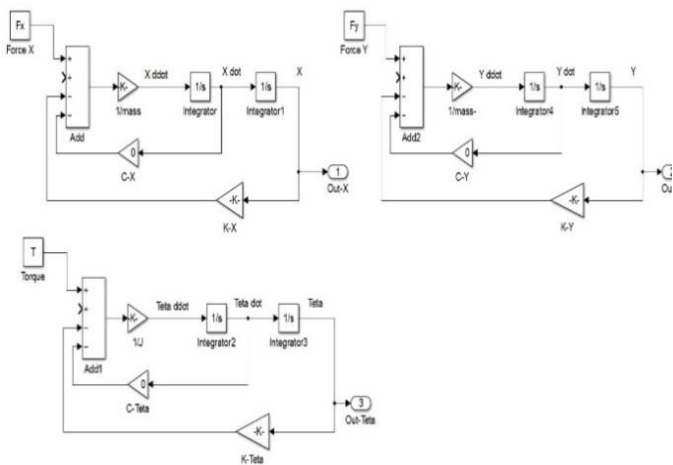 Fx
Force X
+
+
−
−
Add
K-
1/mass
X ddot
1/s
Integrator
X dot
1/s
Integrator1
X
0
C-X
-K-
K-X
1
Out-X
Fy
Force Y
+
+
−
−
Add2
K-
1/mass-
Y ddot
1/s
Integrator4
Y dot
1/s
Integrator5
Y
0
C-Y
-K-
K-Y
2
Out
T
Torque
+
+
−
−
Add1
K-
1/J
Teta ddot
1/s
Integrator2
Teta dot
1/s
Integrator3
Teta
0
C-Teta
-K-
K-Teta
3
Out-Teta